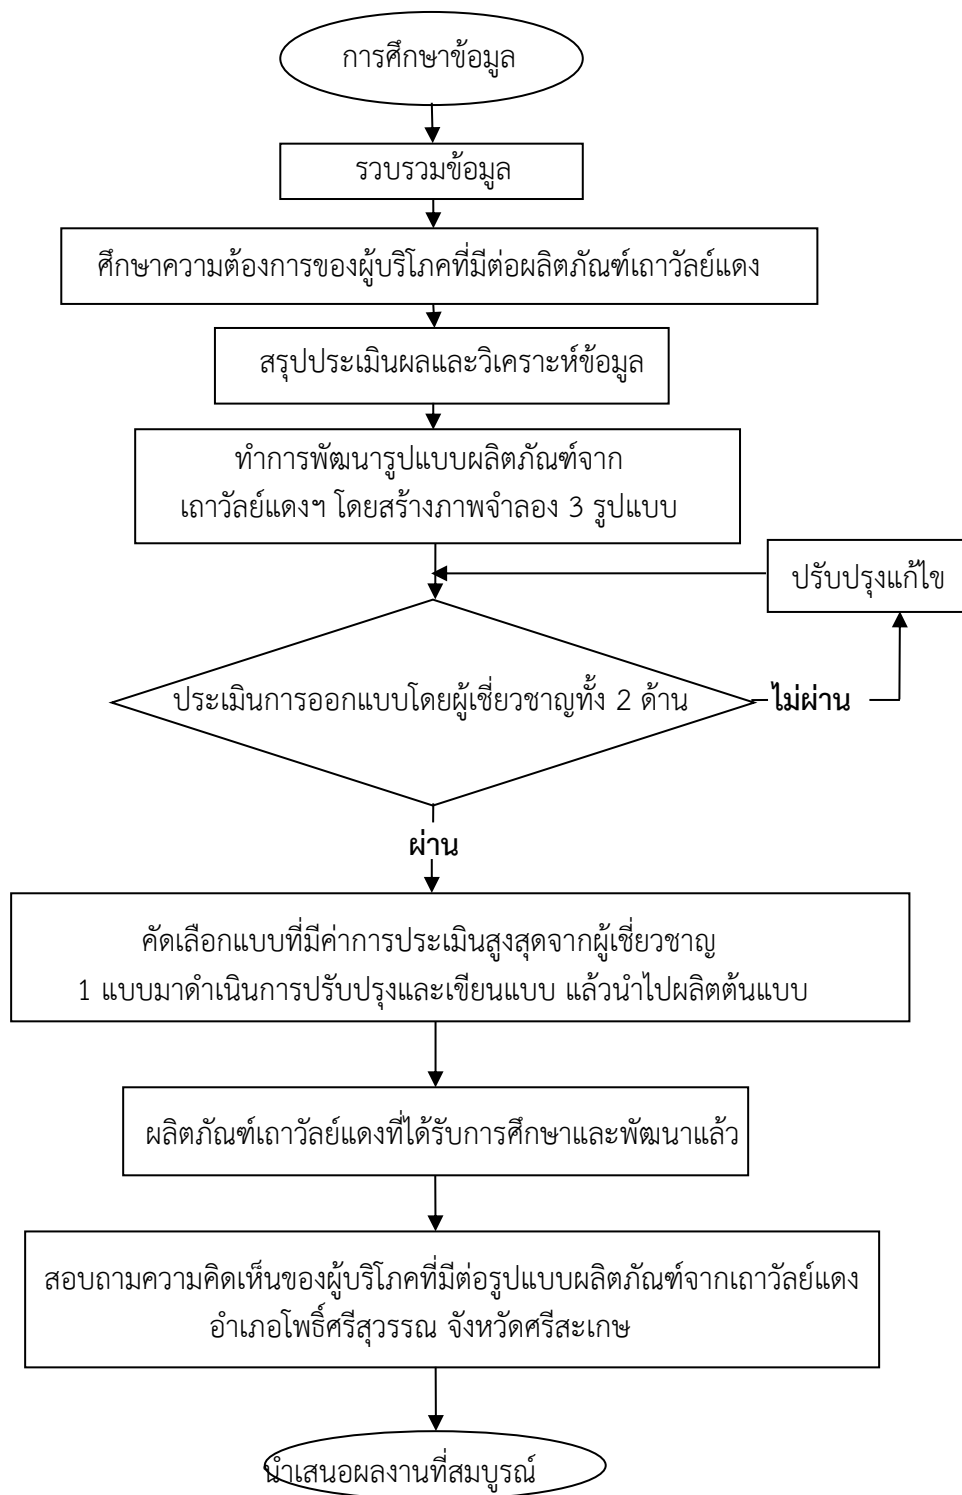 การศึกษาข้อมูล
รวบรวมข้อมูล
ศึกษาความต้องการของผู้บริโภคที่มีต่อผลิตภัณฑ์เถาวัลย์แดง
สรุปประเมินผลและวิเคราะห์ข้อมูล
ทำการพัฒนารูปแบบผลิตภัณฑ์จาก
เถาวัลย์แดงฯ โดยสร้างภาพจำลอง 3 รูปแบบ
ปรับปรุงแก้ไข
ประเมินการออกแบบโดยผู้เชี่ยวชาญทั้ง 2 ด้าน
ไม่ผ่าน
ผ่าน
คัดเลือกแบบที่มีค่าการประเมินสูงสุดจากผู้เชี่ยวชาญ
1 แบบมาดำเนินการปรับปรุงและเขียนแบบ แล้วนำไปผลิตต้นแบบ
ผลิตภัณฑ์เถาวัลย์แดงที่ได้รับการศึกษาและพัฒนาแล้ว
สอบถามความคิดเห็นของผู้บริโภคที่มีต่อรูปแบบผลิตภัณฑ์จากเถาวัลย์แดง
อำเภอโพธิ์ศรีสุวรรณ จังหวัดศรีสะเกษ
นำเสนอผลงานที่สมบูรณ์